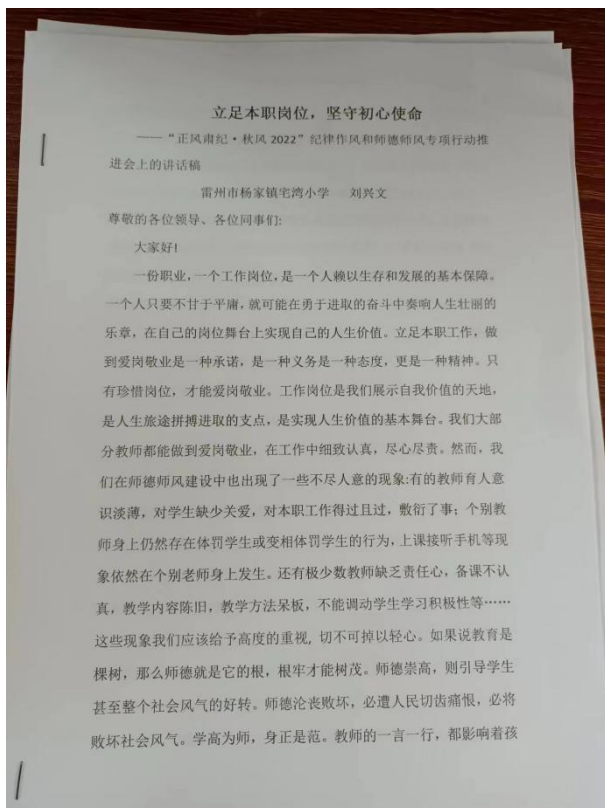 立足本职岗位，坚守初心使命
——“正风肃纪·秋风 2022”纪律作风和师德师风专项行动推
进会上的讲话稿
雷州市杨家镇宅湾小学 刘兴文
尊敬的各位领导、各位同事们:
大家好!
一份职业，一个工作岗位，是一个人赖以生存和发展的基本保障。
一个人只要不甘于平庸，就可能在勇于进取的奋斗中奏响人生壮丽的
乐章，在自己的岗位舞台上实现自己的人生价值。立足本职工作，做
到爱岗敬业是一种承诺，是一种义务是一种态度，更是一种精神。只
有珍惜岗位，才能爱岗敬业。工作岗位是我们展示自我价值的天地，
是人生旅途拼搏进取的支点，是实现人生价值的基本舞台。我们大部
分教师都能做到爱岗敬业，在工作中细致认真，尽心尽责。然而，我
们在师德师风建设中也出现了一些不尽人意的现象:有的教师育人意
识淡薄，对学生缺少关爱，对本职工作得过且过，敷衍了事；个别教
师身上仍然存在体罚学生或变相体罚学生的行为，上课接听手机等现
象依然在个别老师身上发生。还有极少数教师缺乏责任心，备课不认
真，教学内容陈旧，教学方法呆板，不能调动学生学习积极性等……
这些现象我们应该给予高度的重视, 切不可掉以轻心。如果说教育是
棵树，那么师德就是它的根，根牢才能树茂。师德崇高，则引导学生
甚至整个社会风气的好转。师德沦丧败坏，必遭人民切齿痛恨，必将
败坏社会风气。学高为师，身正是范。教师的一言一行，都影响着孩